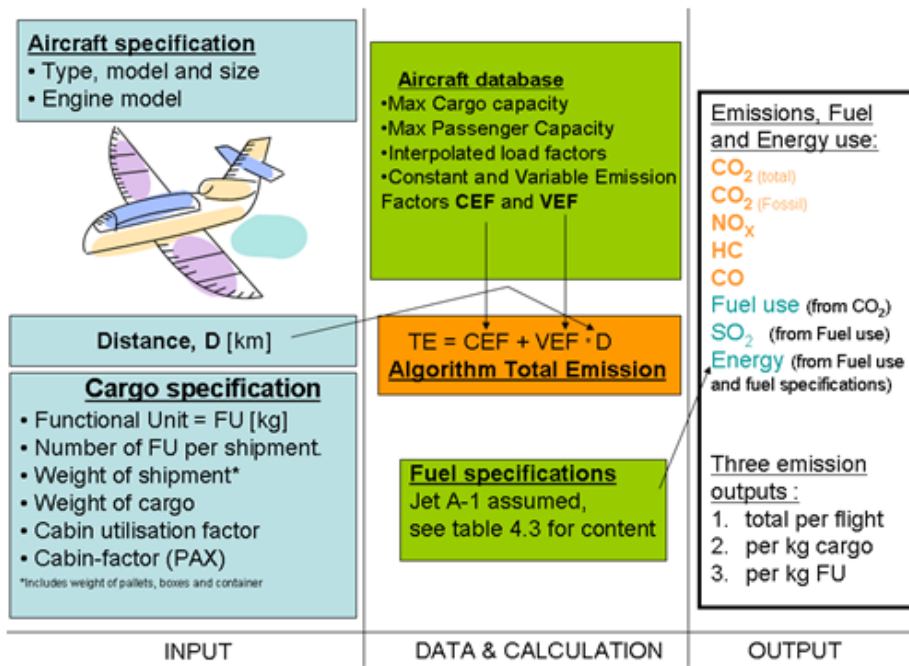 Aircraft specification
• Type, model and size
• Engine model
Distance, D [km]
Cargo specification
• Functional Unit = FU [kg]
• Number of FU per shipment.
• Weight of shipment*
• Weight of cargo
• Cabin utilisation factor
• Cabin-factor (PAX)
*Includes weight of pallets, boxes and container
INPUT
Aircraft database
•Max Cargo capacity
•Max Passenger Capacity
•Interpolated load factors
•Constant and Variable Emission
Factors CEF and VEF
TE = CEF + VEF * D
Algorithm Total Emission
Fuel specifications
Jet A-1 assumed,
see table 4.3 for content
DATA & CALCULATION
Emissions, Fuel
and Energy use:
CO2 (total)
CO2 (Fossil)
NOX
HC
CO
Fuel use (from CO2)
SO2 (from Fuel use)
Energy (from Fuel use
and fuel specifications)
Three emission
outputs :
1. total per flight
2. per kg cargo
3. per kg FU
OUTPUT